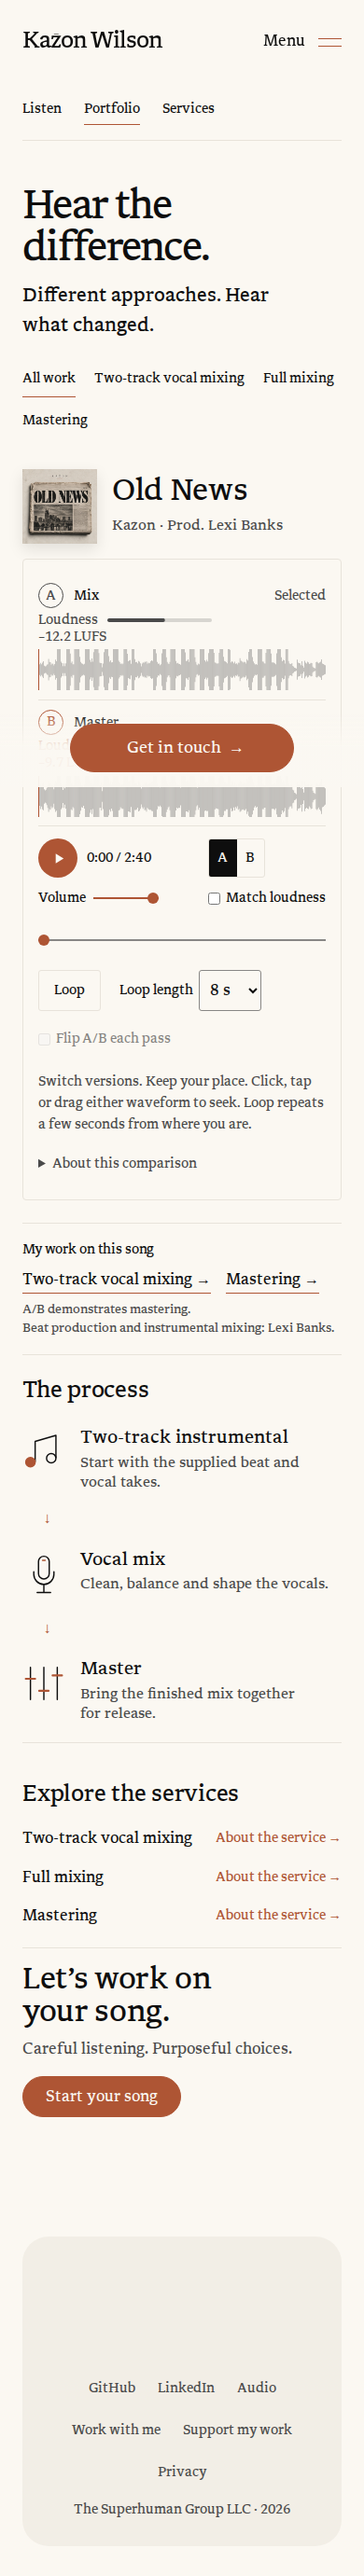 Kazon Wilson
Menu
Listen Portfolio Services
Hear the
difference.
Different approaches. Hear
what changed.
All work Two-track vocal mixing Full mixing
Mastering
OLD NEWS
Old News
Kazon · Prod. Lexi Banks
A Mix Selected
Loudness
−12.2 LUFS
B Master
Get in touch →
0:00 / 2:40 A B
Volume Match loudness
Loop Loop length 8 s
Flip A/B each pass
Switch versions. Keep your place. Click, tap
or drag either waveform to seek. Loop repeats
a few seconds from where you are.
About this comparison
My work on this song
Two-track vocal mixing → Mastering →
A/B demonstrates mastering.
Beat production and instrumental mixing: Lexi Banks.
The process
Two-track instrumental
Start with the supplied beat and
vocal takes.
↓
Vocal mix
Clean, balance and shape the vocals.
↓
Master
Bring the finished mix together
for release.
Explore the services
Two-track vocal mixing About the service →
Full mixing About the service →
Mastering About the service →
Let’s work on
your song.
Careful listening. Purposeful choices.
Start your song
GitHub LinkedIn Audio
Work with me Support my work
Privacy
The Superhuman Group LLC · 2026